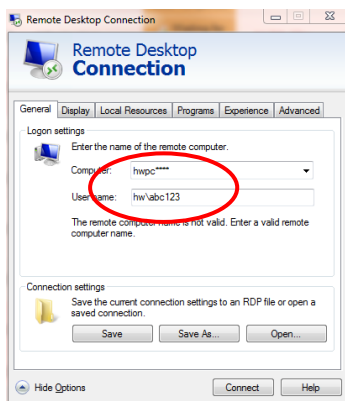 Remote Desktop Connection
Remote Desktop
Connection
General Display Local Resources Programs Experience Advanced
Logon settings
Enter the name of the remote computer.
Computer: hwpc****
User name: hw\abc123
The remote computer name is not valid. Enter a valid remote
computer name.
Connection settings
Save the current connection settings to an RDP file or open a
saved connection.
Save Save As... Open...
Hide Options Connect Help